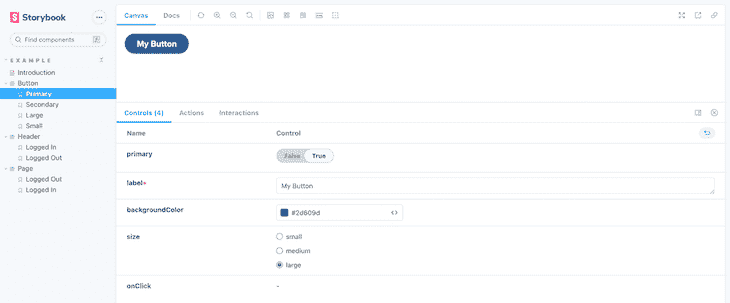 Storybook
Canvas Docs
Find components
My Button
EXAMPLE
Introduction
Button
Primary
Secondary
Large
Small
Header
Logged In
Logged Out
Page
Logged Out
Logged In
Controls (4) Actions Interactions
Name Control
primary False True
label* My Button
backgroundColor #2d609d
size small
medium
large
onClick -